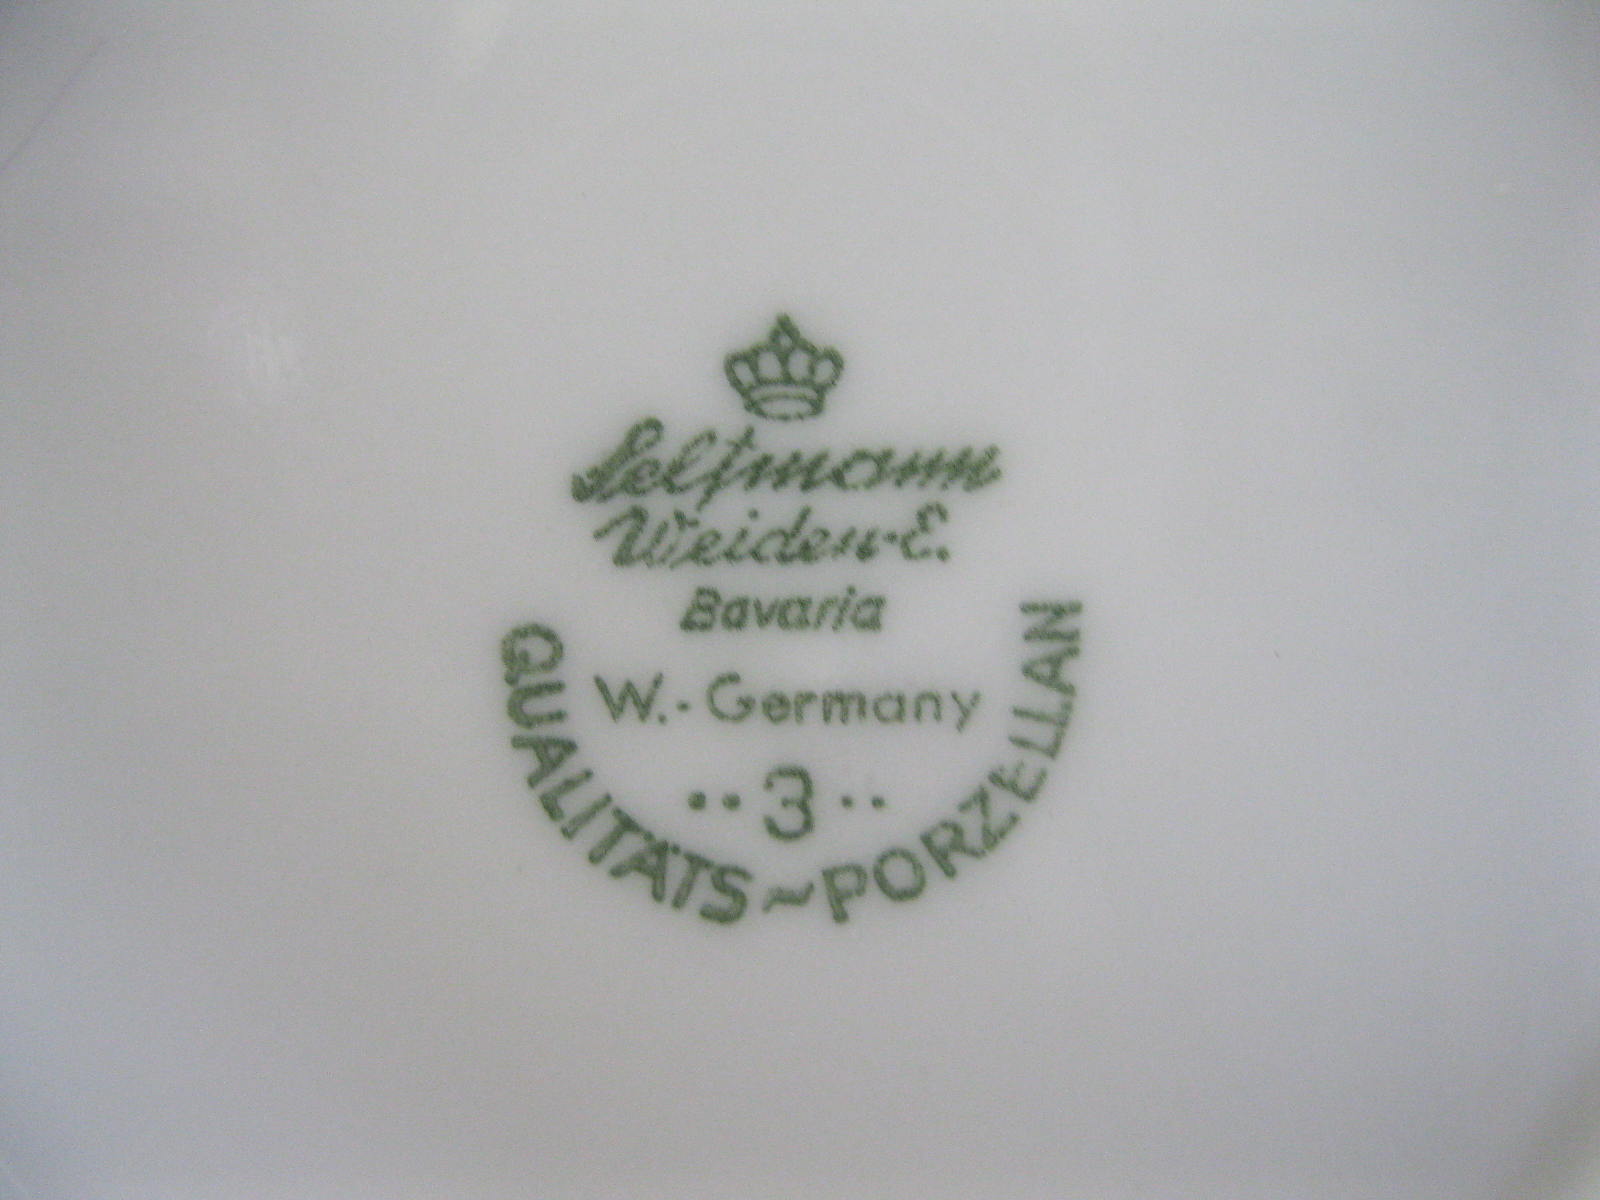 Seltmann
Weiden·E.
Bavaria
W.-Germany
··3··
QUALITÄTS~PORZELLAN